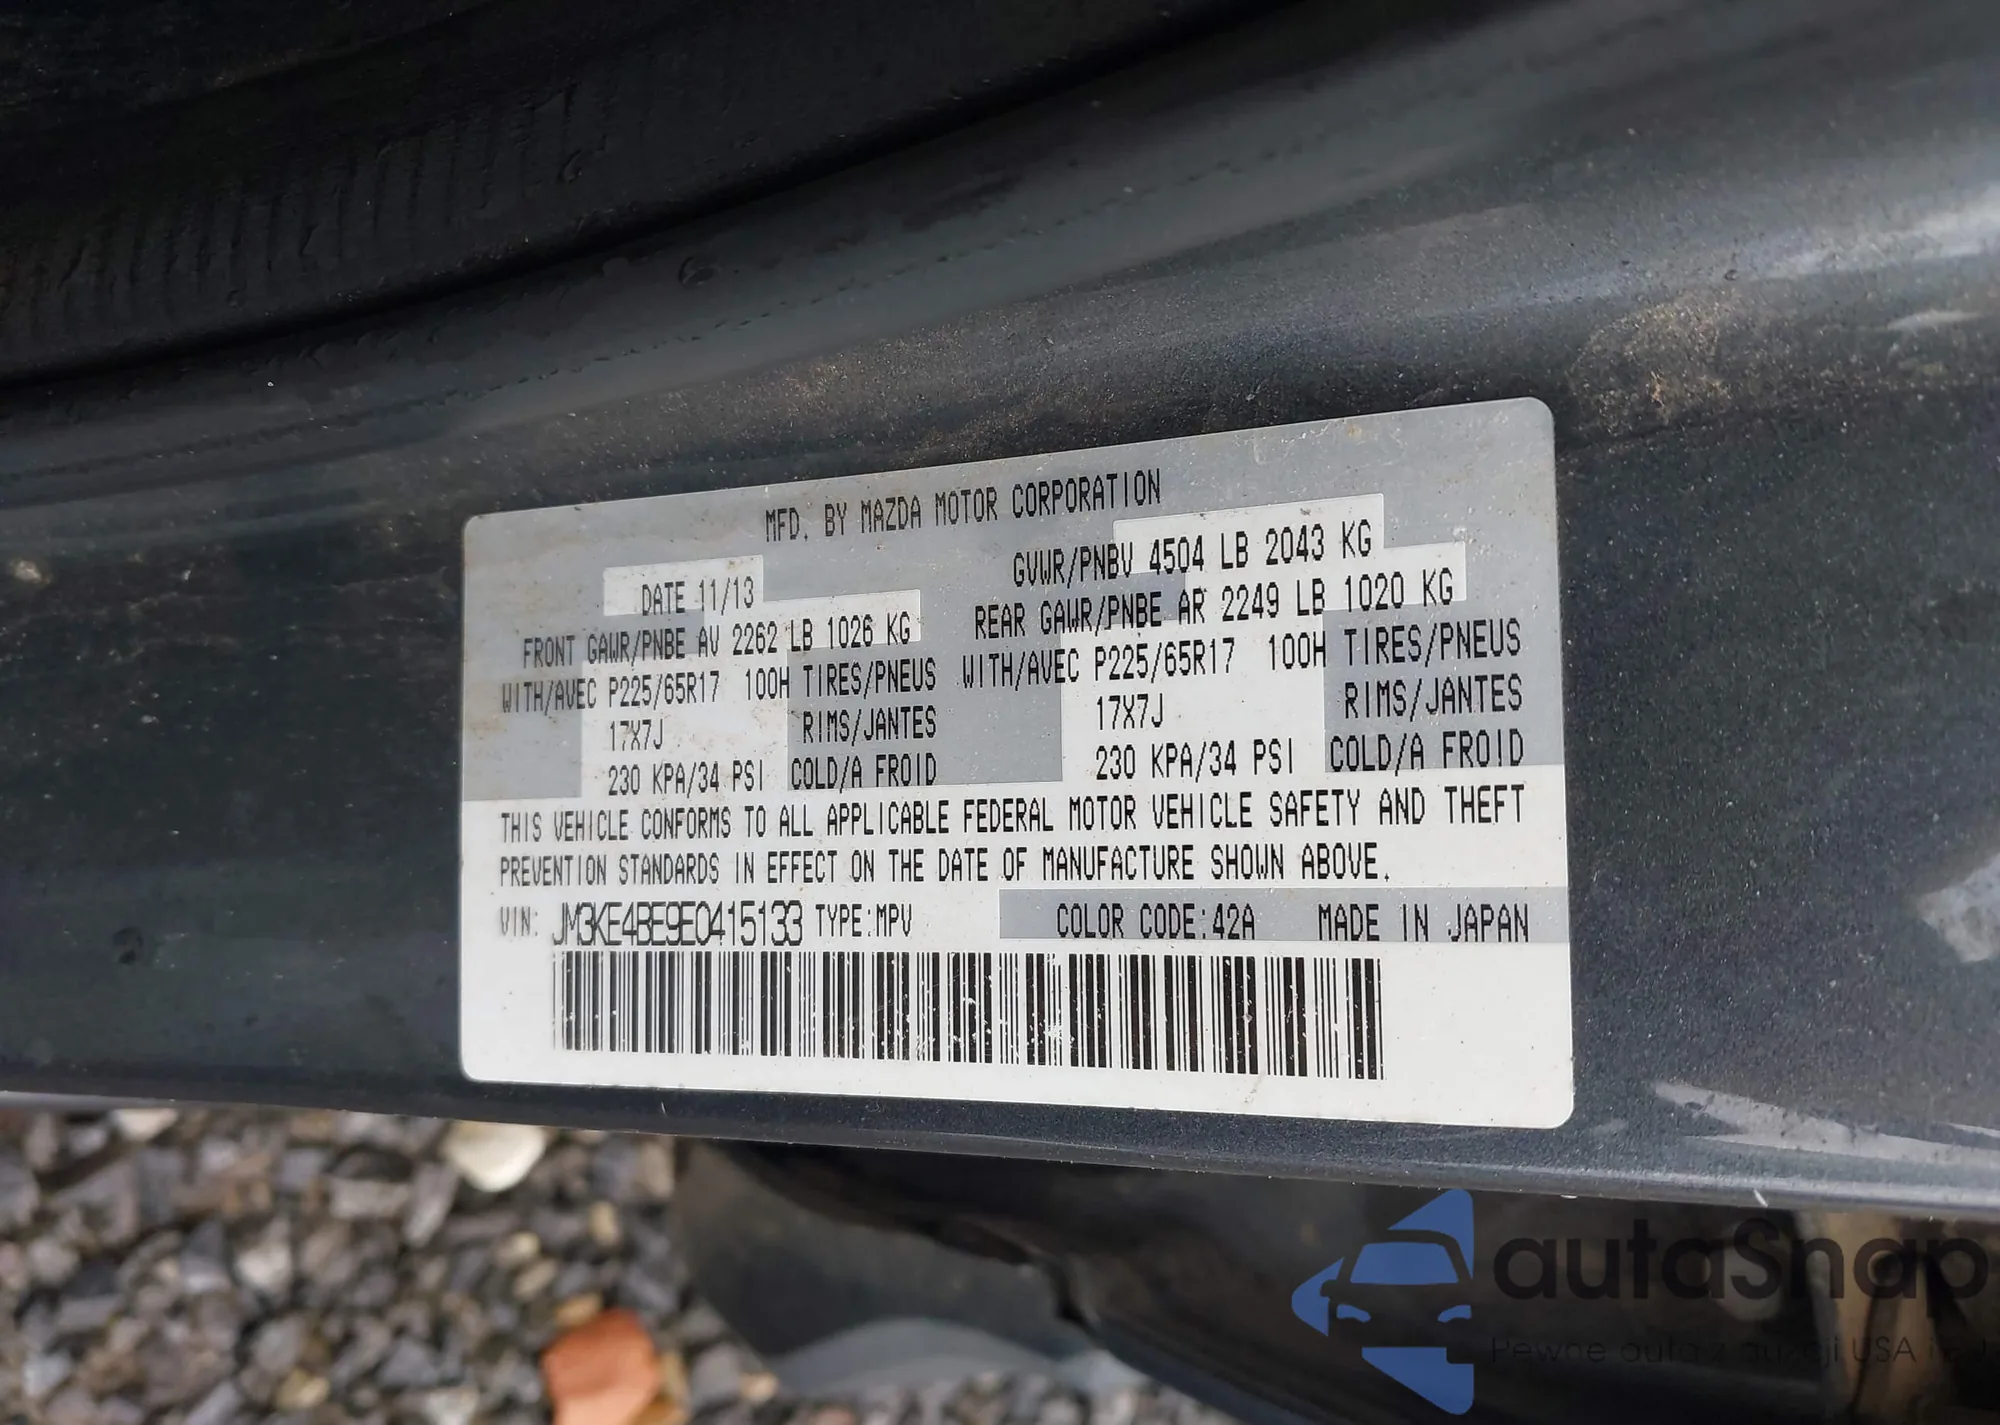 MFD. BY MAZDA MOTOR CORPORATION
DATE 11/13
GVWR/PNBV 4504 LB 2043 KG
FRONT GAWR/PNBE AV 2262 LB 1026 KG
REAR GAWR/PNBE AR 2249 LB 1020 KG
WITH/AVEC P225/65R17 100H TIRES/PNEUS WITH/AVEC P225/65R17 100H TIRES/PNEUS
17X7J RIMS/JANTES 17X7J RIMS/JANTES
230 KPA/34 PSI COLD/A FROID 230 KPA/34 PSI COLD/A FROID
THIS VEHICLE CONFORMS TO ALL APPLICABLE FEDERAL MOTOR VEHICLE SAFETY AND THEFT
PREVENTION STANDARDS IN EFFECT ON THE DATE OF MANUFACTURE SHOWN ABOVE.
VIN: JM3KE4BE9E0415133 TYPE:MPV COLOR CODE:42A MADE IN JAPAN
autaSnap
Pewne auta z aukcji USA i